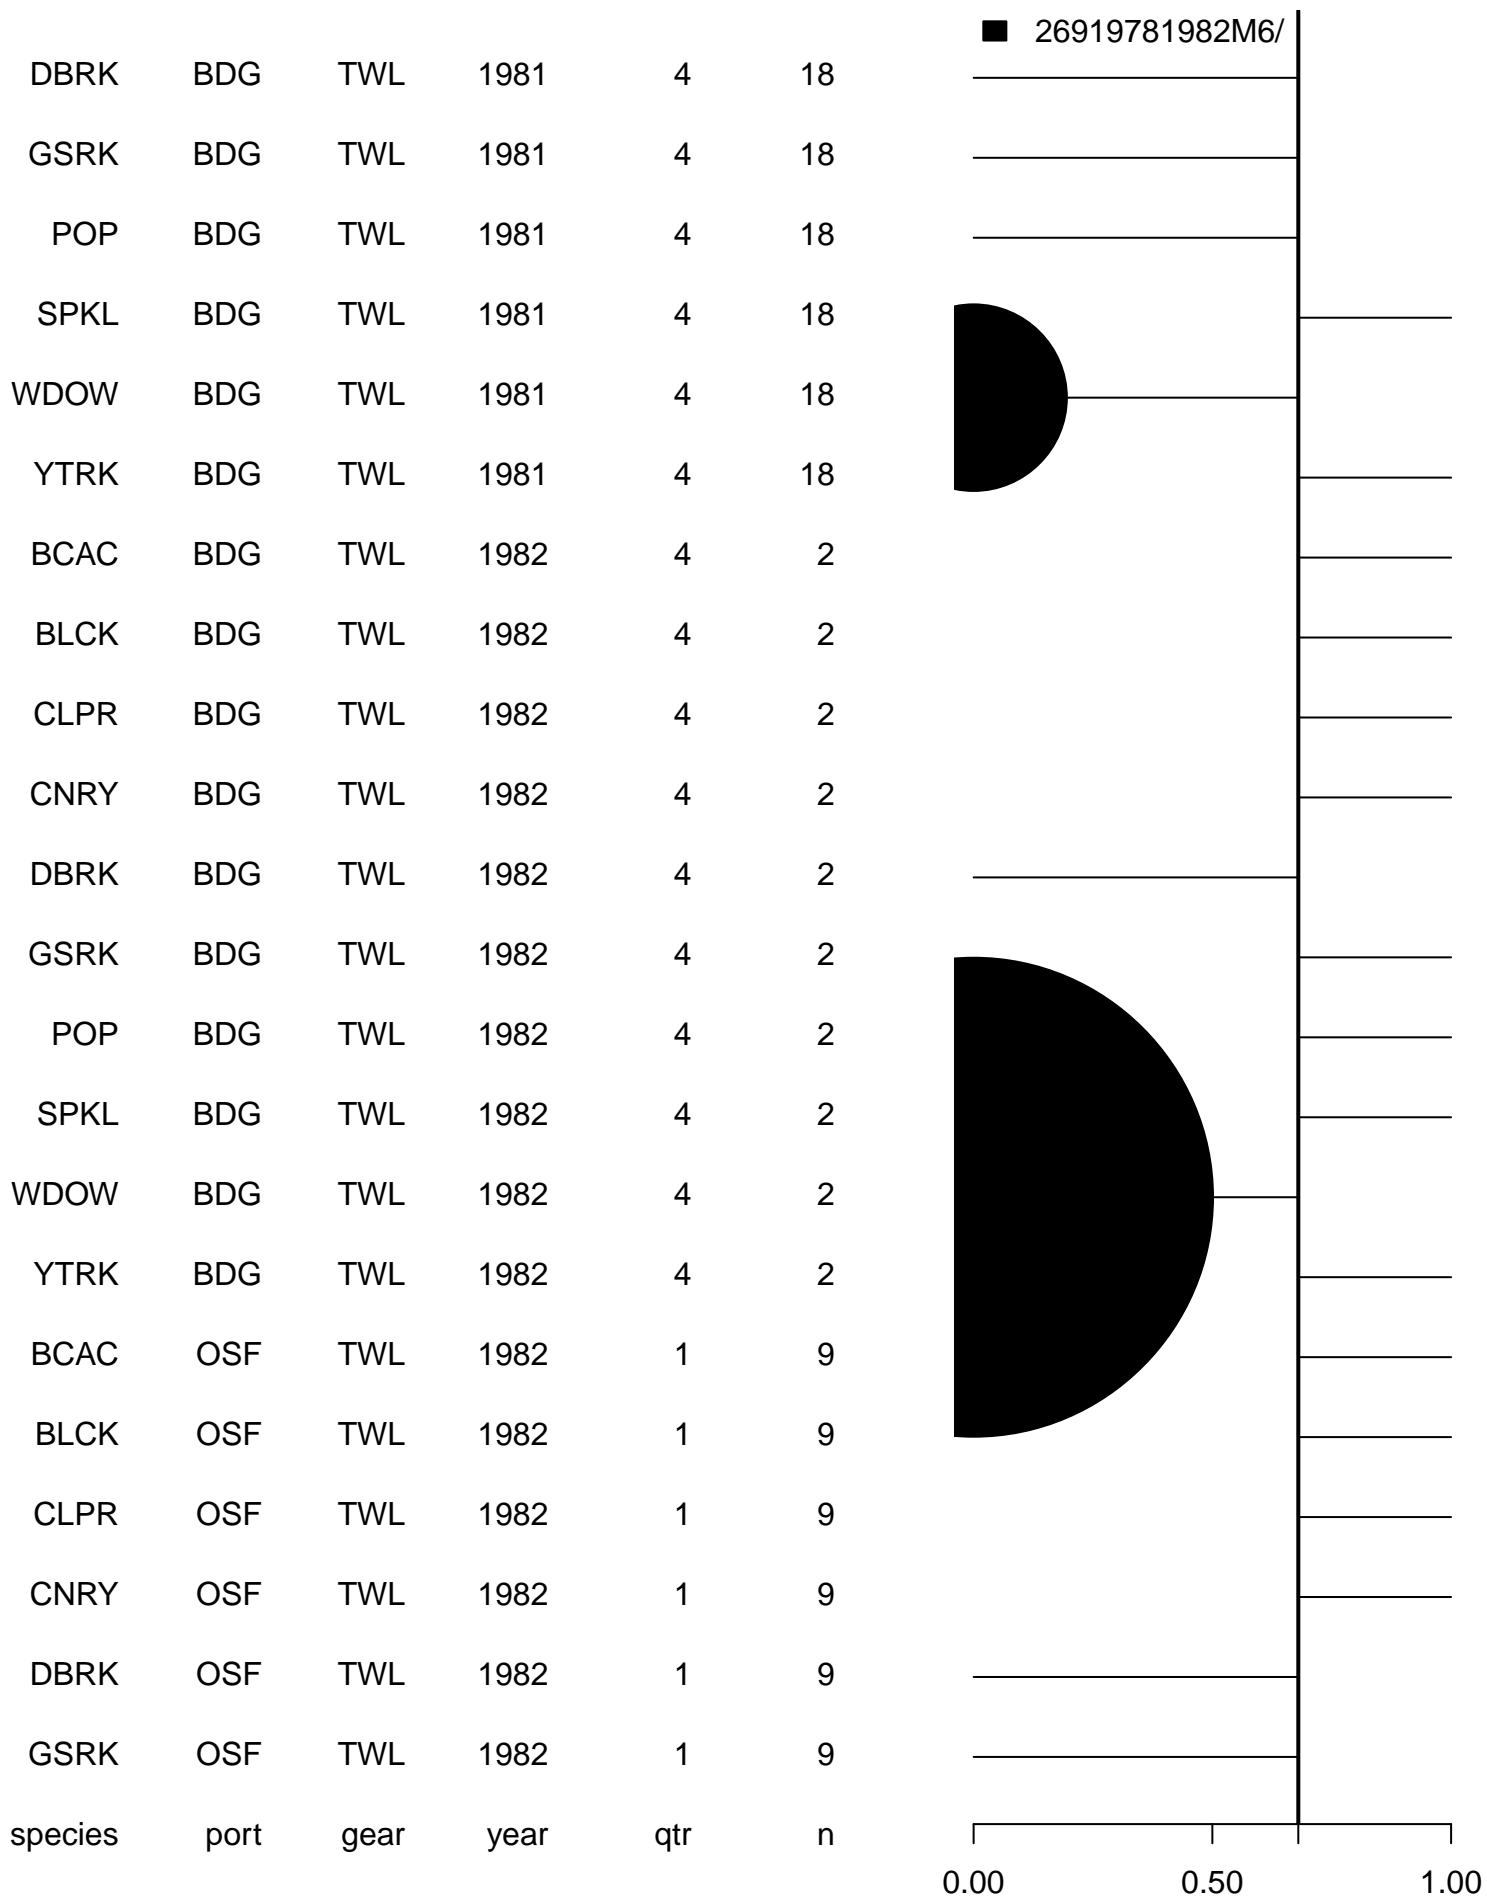 26919781982M6/
DBRK BDG TWL 1981 4 18
GSRK BDG TWL 1981 4 18
POP BDG TWL 1981 4 18
SPKL BDG TWL 1981 4 18
WDOW BDG TWL 1981 4 18
YTRK BDG TWL 1981 4 18
BCAC BDG TWL 1982 4 2
BLCK BDG TWL 1982 4 2
CLPR BDG TWL 1982 4 2
CNRY BDG TWL 1982 4 2
DBRK BDG TWL 1982 4 2
GSRK BDG TWL 1982 4 2
POP BDG TWL 1982 4 2
SPKL BDG TWL 1982 4 2
WDOW BDG TWL 1982 4 2
YTRK BDG TWL 1982 4 2
BCAC OSF TWL 1982 1 9
BLCK OSF TWL 1982 1 9
CLPR OSF TWL 1982 1 9
CNRY OSF TWL 1982 1 9
DBRK OSF TWL 1982 1 9
GSRK OSF TWL 1982 1 9
species port gear year qtr n
0.00 0.50 1.00